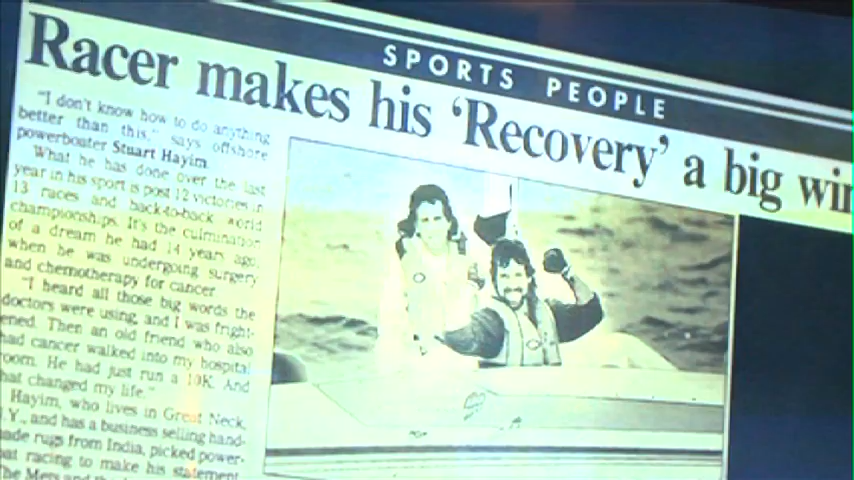 SPORTS PEOPLE
Racer makes his 'Recovery' a big win
"I don't know how to do anything
better than this," says offshore
powerboater Stuart Hayim.
What he has done over the last
year in his sport is post 12 victories in
13 races and back-to-back world
championships. It's the culmination
of a dream he had 14 years ago,
when he was undergoing surgery
and chemotherapy for cancer.
"I heard all those big words the
doctors were using, and I was fright-
ened. Then an old friend who also
had cancer walked into my hospital
room. He had just run a 10K. And
that changed my life."
Hayim, who lives in Great Neck,
N.Y., and has a business selling hand-
made rugs from India, picked power-
boat racing to make his statement.
The Mers and the